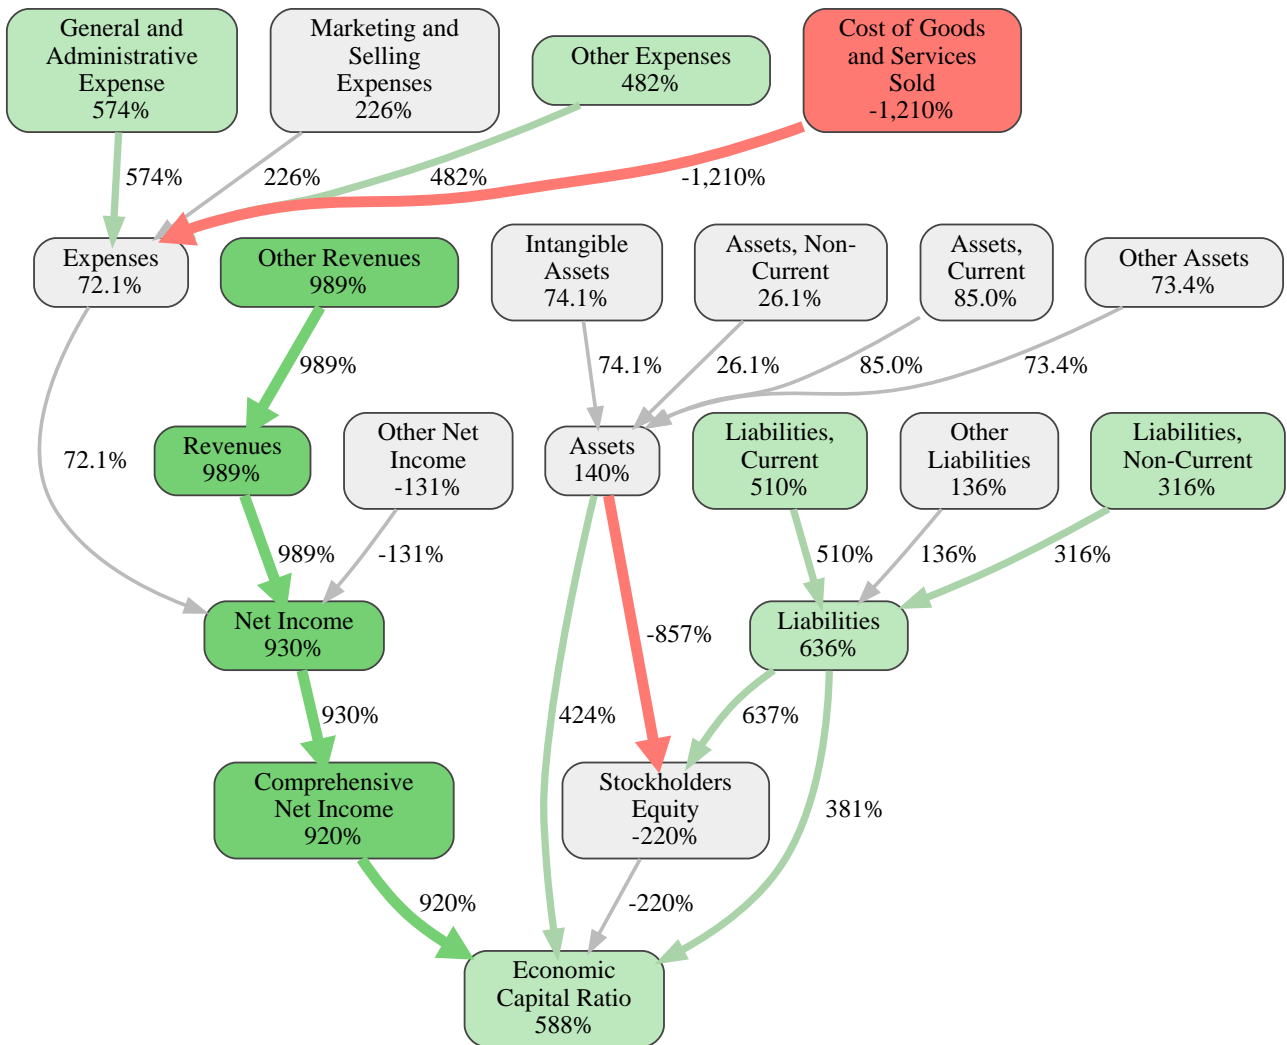 General and
Administrative
Expense
574%
Marketing and
Selling
Expenses
226%
Other Expenses
482%
Cost of Goods
and Services
Sold
-1,210%
574%
226%
482%
-1,210%
Expenses
72.1%
Other Revenues
989%
Intangible
Assets
74.1%
Assets, Non-
Current
26.1%
Assets,
Current
85.0%
Other Assets
73.4%
989%
74.1%
26.1%
85.0%
73.4%
72.1%
Revenues
989%
Other Net
Income
-131%
Assets
140%
Liabilities,
Current
510%
Other
Liabilities
136%
Liabilities,
Non-Current
316%
989%
-131%
510%
136%
316%
Net Income
930%
-857%
Liabilities
636%
930%
424%
637%
Comprehensive
Net Income
920%
Stockholders
Equity
-220%
381%
920%
-220%
Economic
Capital Ratio
588%